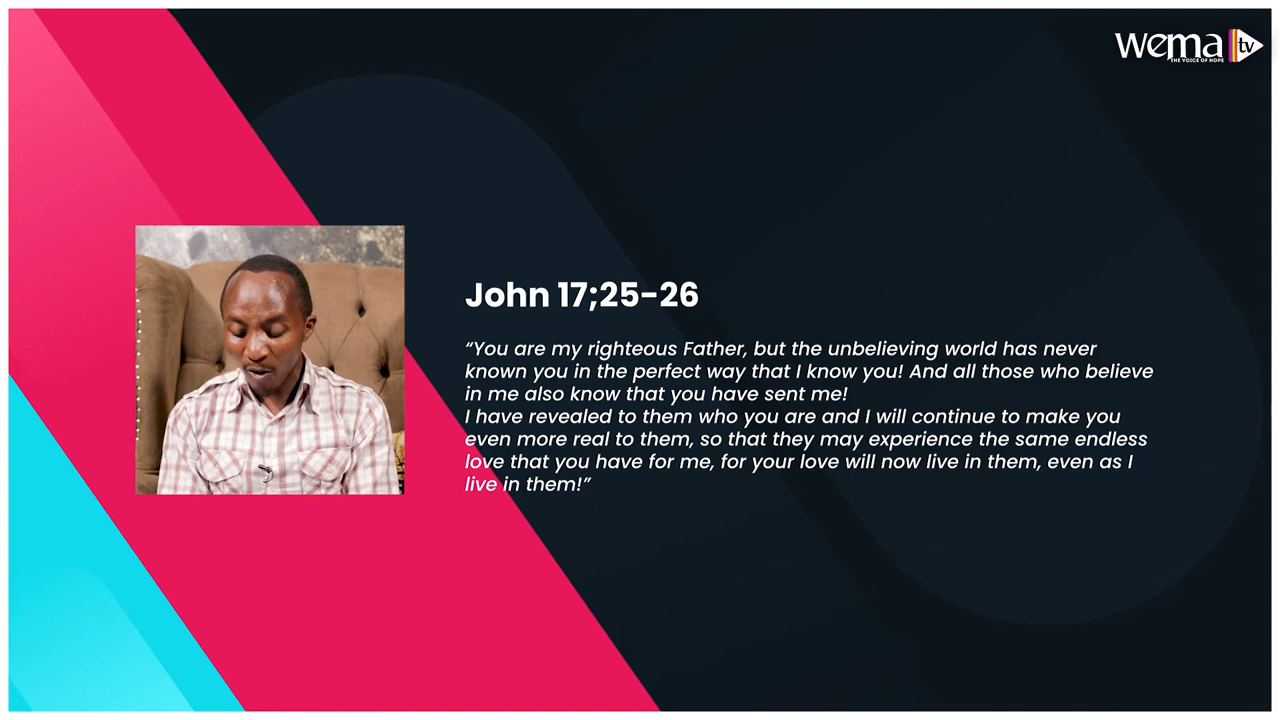 wema tv
THE VOICE OF HOPE
John 17;25-26
“You are my righteous Father, but the unbelieving world has never
known you in the perfect way that I know you! And all those who believe
in me also know that you have sent me!
I have revealed to them who you are and I will continue to make you
even more real to them, so that they may experience the same endless
love that you have for me, for your love will now live in them, even as I
live in them!”